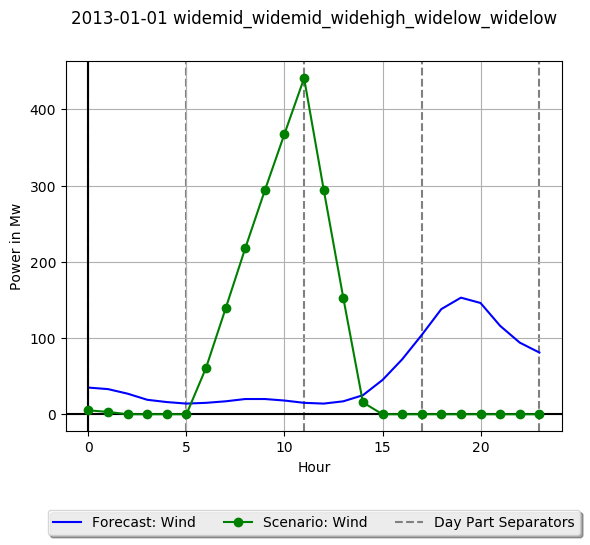 2013-01-01 widemid_widemid_widehigh_widelow_widelow
Power in Mw
400
300
200
100
0
0 5 10 15 20
Hour
Forecast: Wind Scenario: Wind Day Part Separators